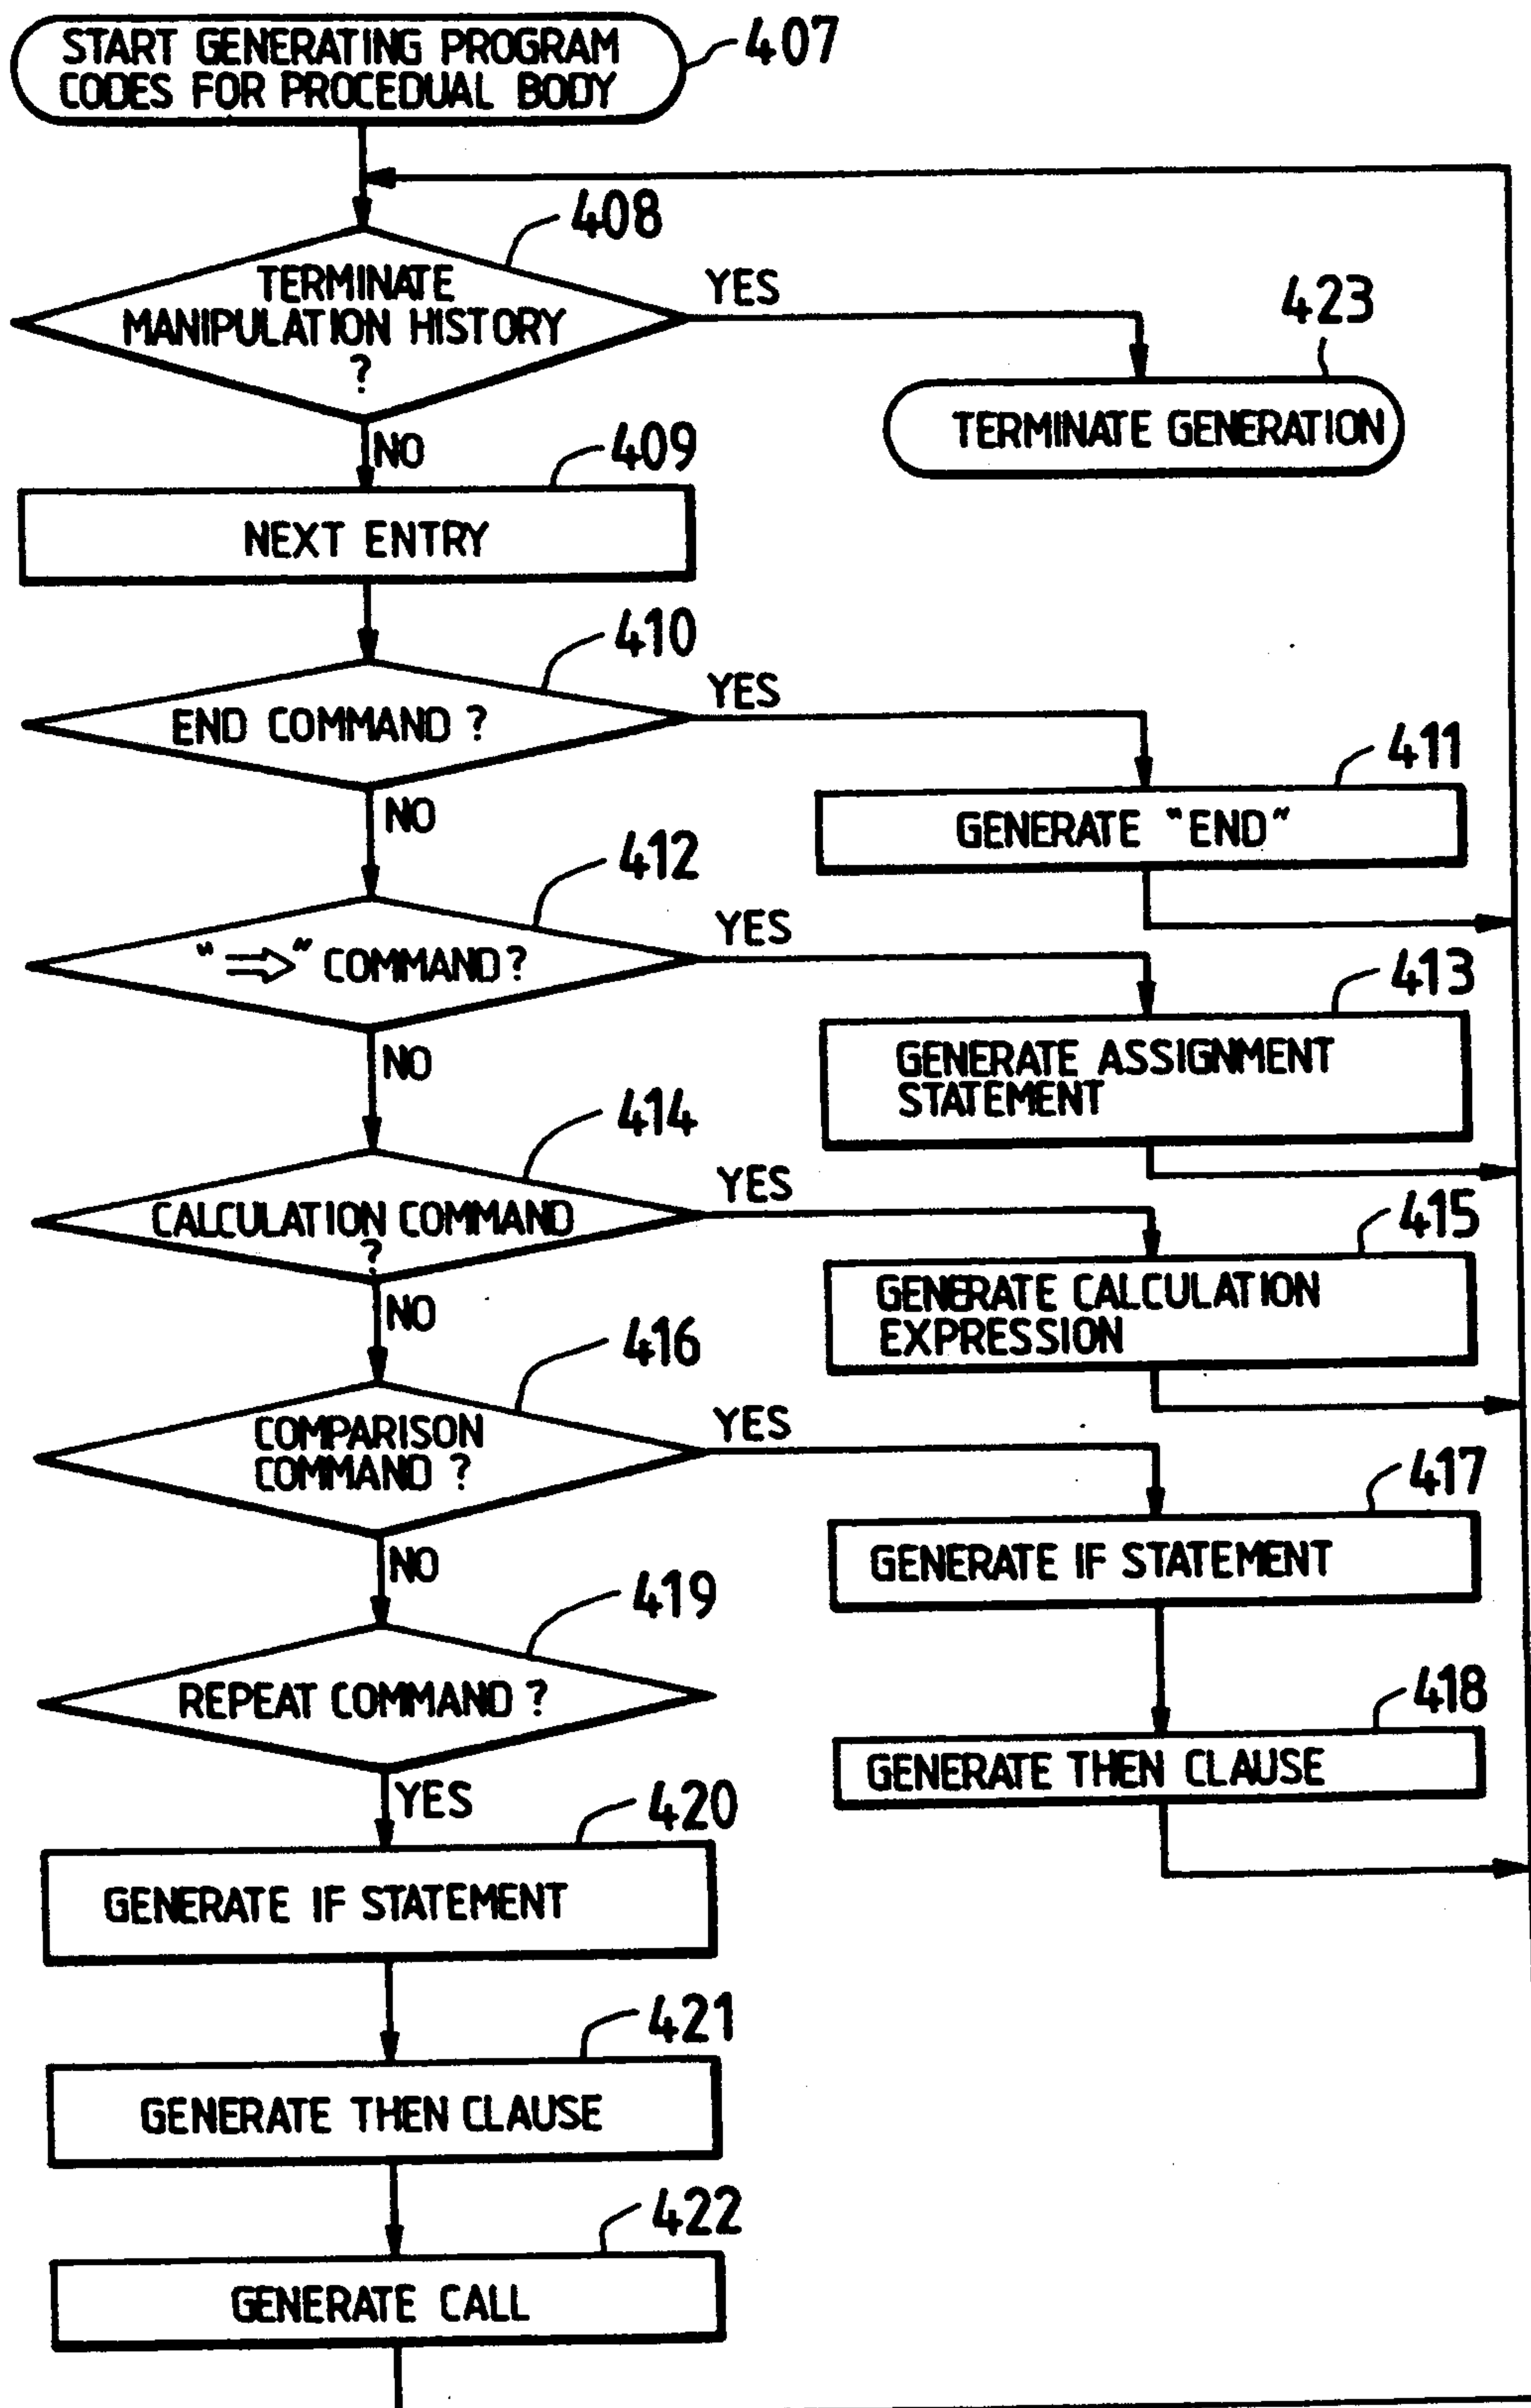 START GENERATING PROGRAM
CODES FOR PROCEDUAL BODY
407
408
TERMINATE
MANIPULATION HISTORY
?
YES
423
TERMINATE GENERATION
NO
409
NEXT ENTRY
410
END COMMAND ?
YES
411
GENERATE "END"
NO
412
"⇒" COMMAND?
YES
413
GENERATE ASSIGNMENT
STATEMENT
NO
414
CALCULATION COMMAND
?
YES
415
GENERATE CALCULATION
EXPRESSION
NO
416
COMPARISON
COMMAND ?
YES
417
GENERATE IF STATEMENT
NO
419
REPEAT COMMAND ?
418
GENERATE THEN CLAUSE
YES
420
GENERATE IF STATEMENT
421
GENERATE THEN CLAUSE
422
GENERATE CALL